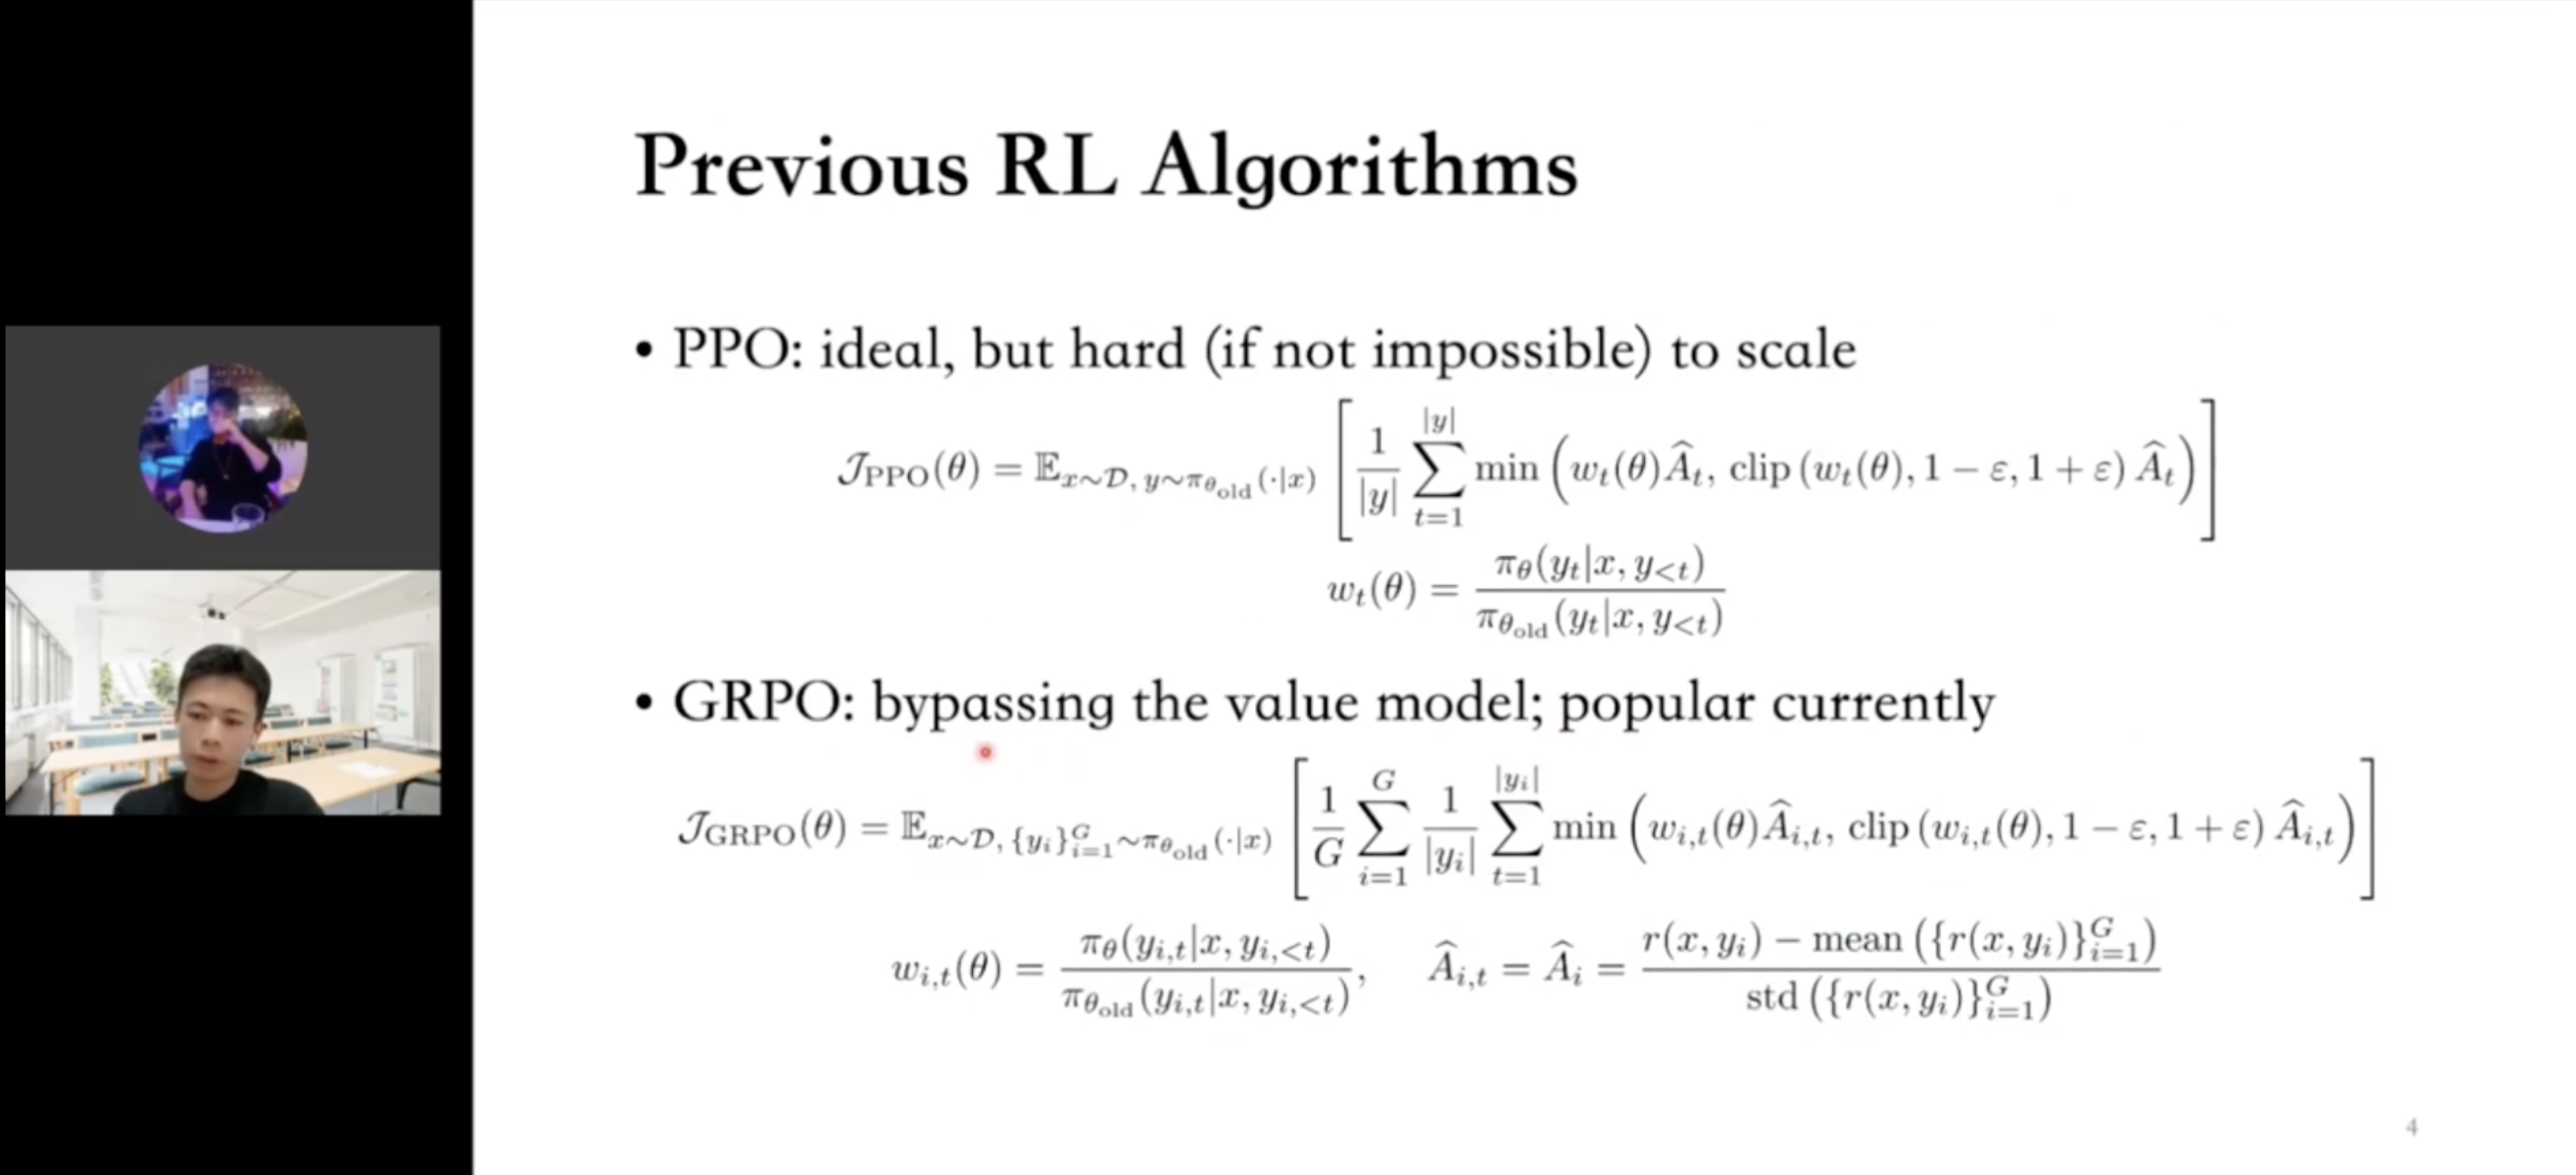 Previous RL Algorithms
• PPO: ideal, but hard (if not impossible) to scale
$\mathcal{J}_{\text{PPO}}(\theta) = \mathbb{E}_{x\sim\mathcal{D},\, y\sim\pi_{\theta_{\text{old}}}(\cdot|x)} \left[ \frac{1}{|y|} \sum_{t=1}^{|y|} \min \left( w_t(\theta) \widehat{A}_t, \, \text{clip} \left( w_t(\theta), 1 - \varepsilon, 1 + \varepsilon \right) \widehat{A}_t \right) \right]$
$w_t(\theta) = \frac{\pi_\theta(y_t|x, y_{<t})}{\pi_{\theta_{\text{old}}}(y_t|x, y_{<t})}$
• GRPO: bypassing the value model; popular currently
$\mathcal{J}_{\text{GRPO}}(\theta) = \mathbb{E}_{x\sim\mathcal{D},\, \{y_i\}_{i=1}^G\sim\pi_{\theta_{\text{old}}}(\cdot|x)} \left[ \frac{1}{G} \sum_{i=1}^{G} \frac{1}{|y_i|} \sum_{t=1}^{|y_i|} \min \left( w_{i,t}(\theta) \widehat{A}_{i,t}, \, \text{clip} \left( w_{i,t}(\theta), 1 - \varepsilon, 1 + \varepsilon \right) \widehat{A}_{i,t} \right) \right]$
$w_{i,t}(\theta) = \frac{\pi_\theta(y_{i,t}|x, y_{i,<t})}{\pi_{\theta_{\text{old}}}(y_{i,t}|x, y_{i,<t})}, \quad \widehat{A}_{i,t} = \widehat{A}_i = \frac{r(x, y_i) - \text{mean} \left( \{r(x, y_i)\}_{i=1}^G \right)}{\text{std} \left( \{r(x, y_i)\}_{i=1}^G \right)}$
4